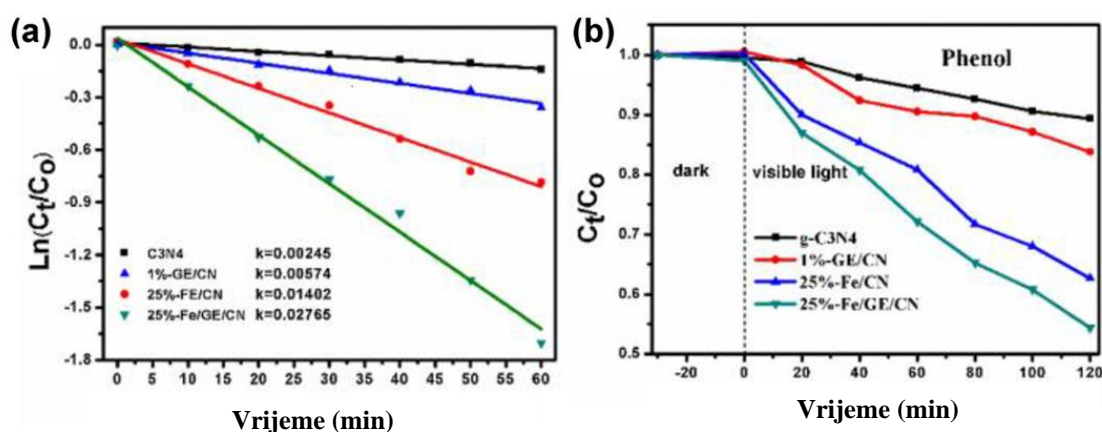 (a)
Ln(Ct/Co)
0.0
-0.3
-0.6
-0.9
-1.2
-1.5
-1.8
C3N4 k=0.00245
1%-GE/CN k=0.00574
25%-FE/CN k=0.01402
25%-Fe/GE/CN k=0.02765
0 5 10 15 20 25 30 35 40 45 50 55 60
Vrijeme (min)
(b)
Ct/Co
1.0
0.9
0.8
0.7
0.6
0.5
Phenol
dark visible light
g-C3N4
1%-GE/CN
25%-Fe/CN
25%-Fe/GE/CN
-20 0 20 40 60 80 100 120
Vrijeme (min)